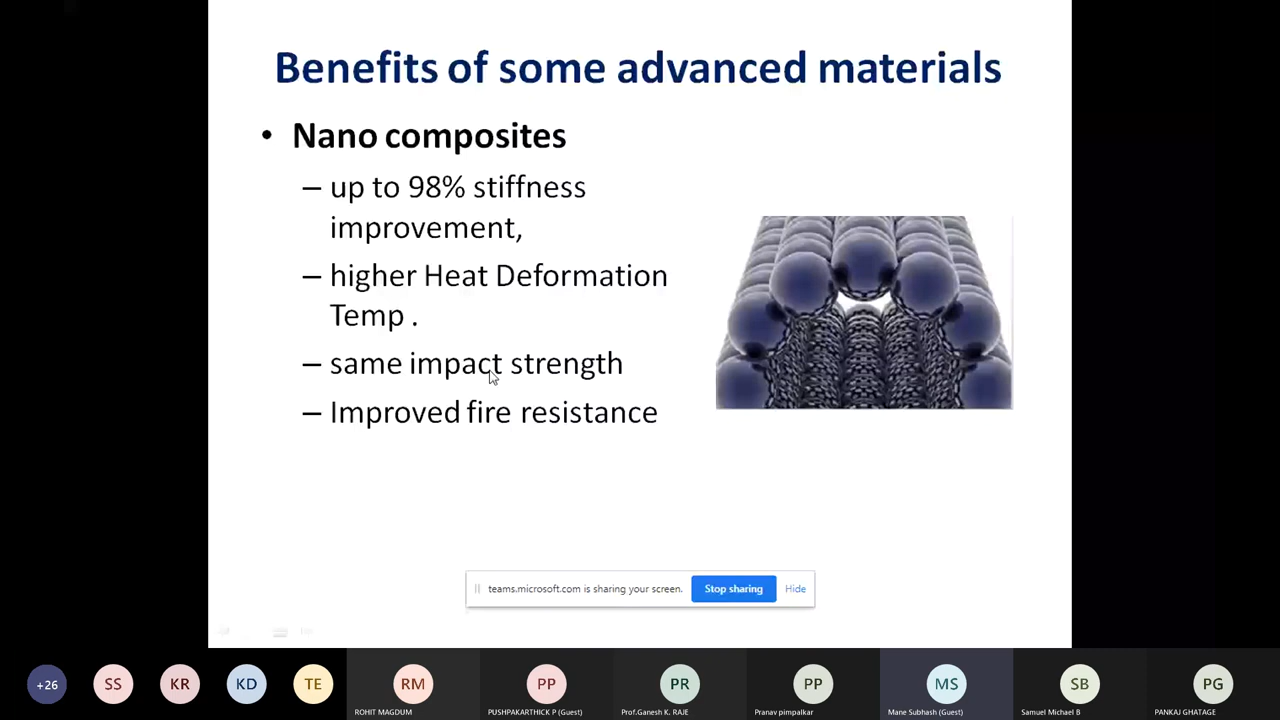 Benefits of some advanced materials
• Nano composites
– up to 98% stiffness
improvement,
– higher Heat Deformation
Temp .
– same impact strength
– Improved fire resistance
teams.microsoft.com is sharing your screen. Stop sharing Hide
+26 SS KR KD TE RM PP PR PP MS SB PG
ROHIT MAGDUM PUSHPAKARTHICK P (Guest) Prof.Ganesh K. RAJE Pranav pimpalkar Mane Subhash (Guest) Samuel Michael B PANKAJ GHATAGE